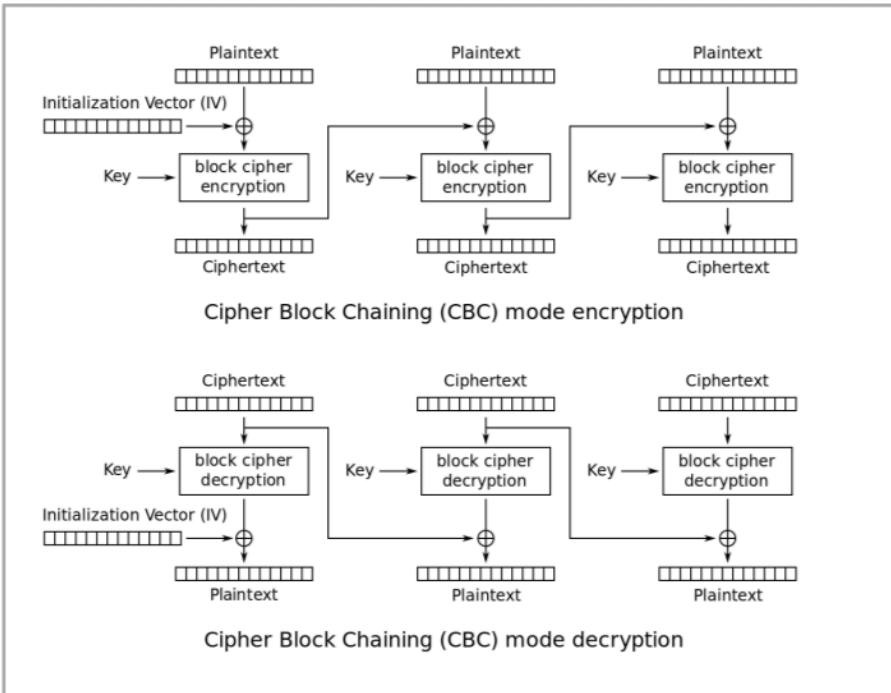 Plaintext
Plaintext
Plaintext
Initialization Vector (IV)
Key
block cipher
encryption
Key
block cipher
encryption
Key
block cipher
encryption
Ciphertext
Ciphertext
Ciphertext
Cipher Block Chaining (CBC) mode encryption
Ciphertext
Ciphertext
Ciphertext
Key
block cipher
decryption
Key
block cipher
decryption
Key
block cipher
decryption
Initialization Vector (IV)
Plaintext
Plaintext
Plaintext
Cipher Block Chaining (CBC) mode decryption